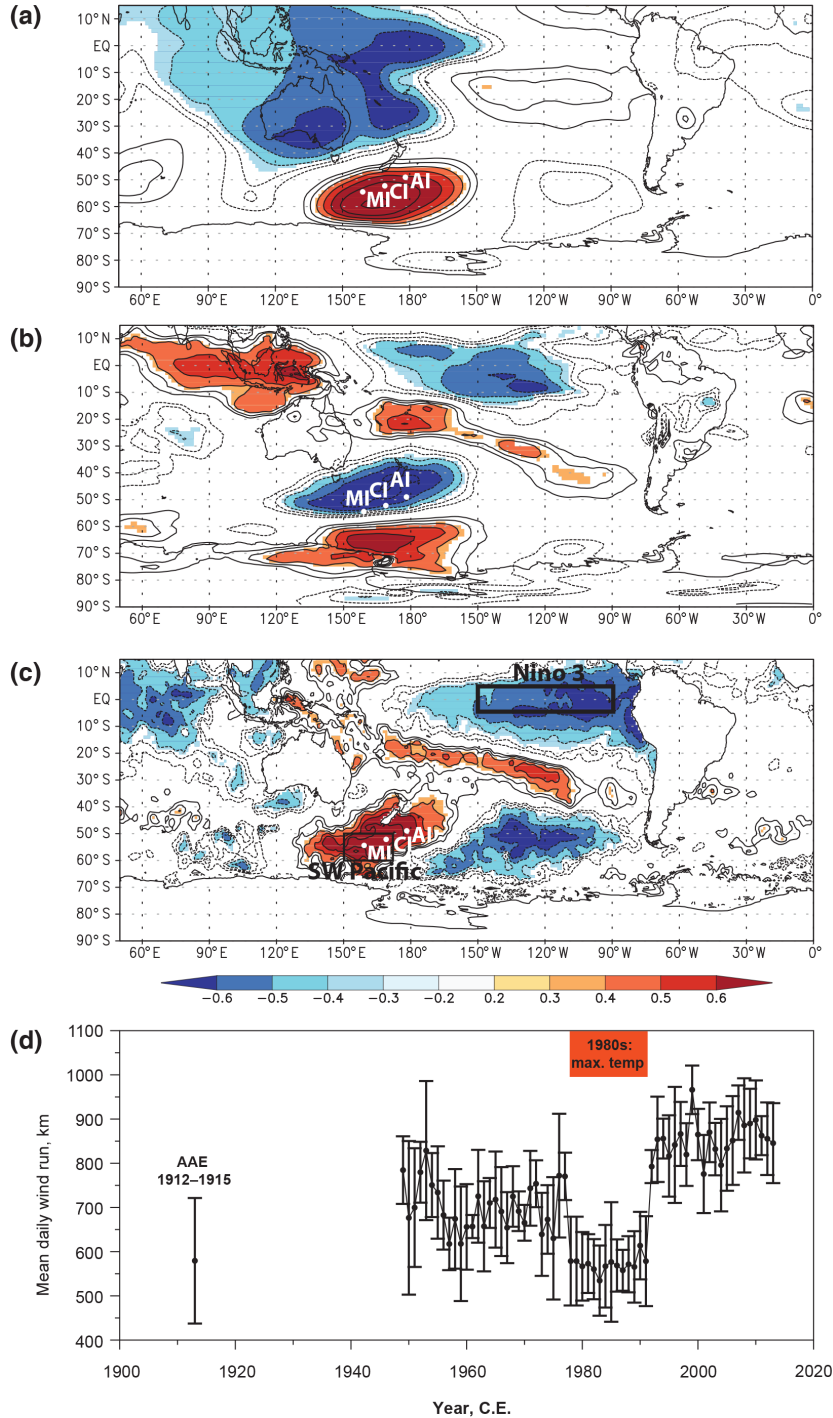 (a)
10° N
EQ
10° S
20° S
30° S
40° S
50° S
60° S
70° S
80° S
90° S
MI CI AI
60°E 90°E 120°E 150°E 180° 150°W 120°W 90°W 60°W 30°W 0°
(b)
10° N
EQ
10° S
20° S
30° S
40° S
50° S
60° S
70° S
80° S
90° S
MI CI AI
60°E 90°E 120°E 150°E 180° 150°W 120°W 90°W 60°W 30°W 0°
(c)
10° N
EQ
10° S
20° S
30° S
40° S
50° S
60° S
70° S
80° S
90° S
Nino 3
MI CI AI
SW Pacific
60°E 90°E 120°E 150°E 180° 150°W 120°W 90°W 60°W 30°W 0°
−0.6 −0.5 −0.4 −0.3 −0.2 0.2 0.3 0.4 0.5 0.6
(d)
1100
1000
900
800
700
600
500
400
Mean daily wind run, km
1980s:
max. temp
AAE
1912–1915
1900 1920 1940 1960 1980 2000 2020
Year, C.E.